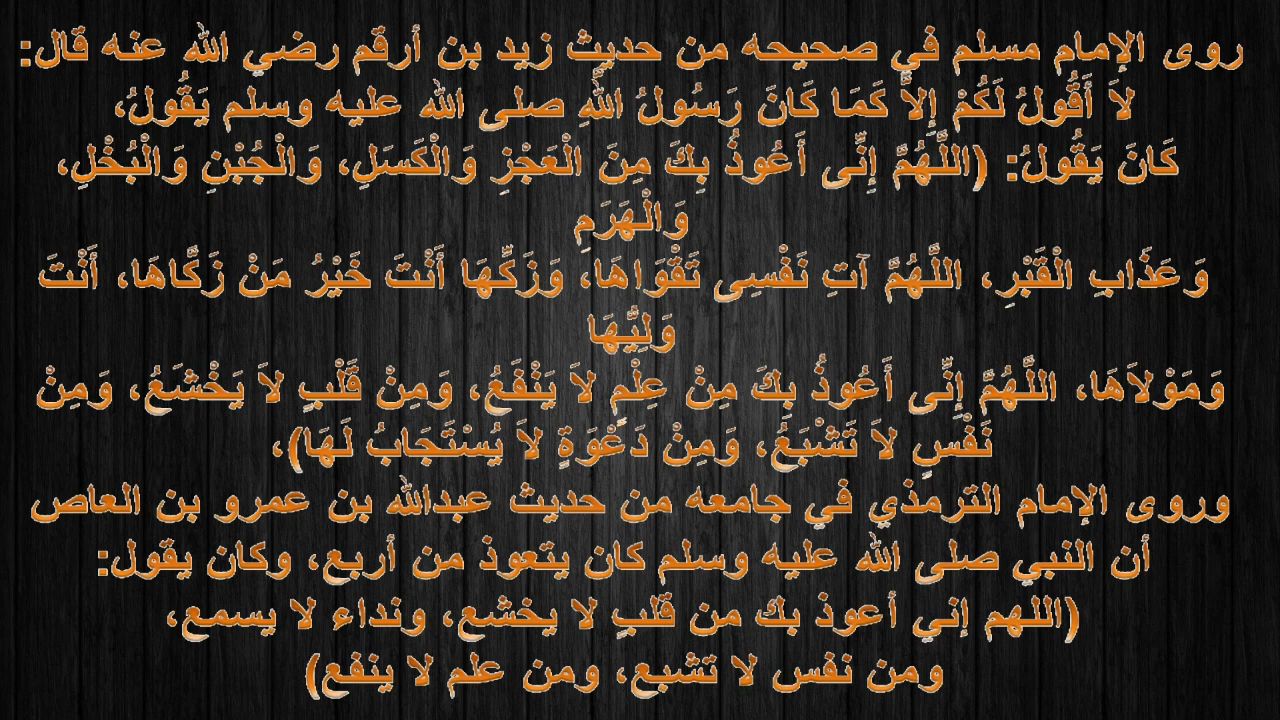 روى الإمام مسلم في صحيحه من حديث زيد بن أرقم رضي الله عنه قال:
لاَ أَقُولُ لَكُمْ إِلاَّ كَمَا كَانَ رَسُولُ اللَّهِ صلى الله عليه وسلم يَقُولُ،
كَانَ يَقُولُ: (اللَّهُمَّ إِنِّى أَعُوذُ بِكَ مِنَ الْعَجْزِ وَالْكَسَلِ، وَالْجُبْنِ وَالْبُخْلِ،
وَالْهَرَمِ
وَعَذَابِ الْقَبْرِ، اللَّهُمَّ آتِ نَفْسِى تَقْوَاهَا، وَزَكِّهَا أَنْتَ خَيْرُ مَنْ زَكَّاهَا، أَنْتَ
وَلِيُّهَا
وَمَوْلاَهَا، اللَّهُمَّ إِنِّى أَعُوذُ بِكَ مِنْ عِلْمٍ لاَ يَنْفَعُ، وَمِنْ قَلْبٍ لاَ يَخْشَعُ، وَمِنْ
نَفْسٍ لاَ تَشْبَعُ، وَمِنْ دَعْوَةٍ لاَ يُسْتَجَابُ لَهَا)،
وروى الإمام الترمذي في جامعه من حديث عبدالله بن عمرو بن العاص
أن النبي صلى الله عليه وسلم كان يتعوذ من أربع، وكان يقول:
(اللهم إني أعوذ بك من قلبٍ لا يخشع، ونداء لا يسمع،
ومن نفس لا تشبع، ومن علم لا ينفع)